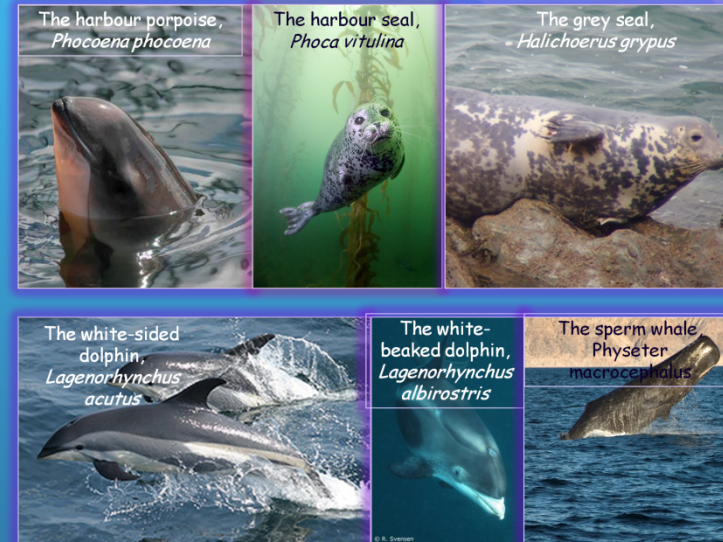 The harbour porpoise,
Phocoena phocoena
The harbour seal,
Phoca vitulina
The grey seal,
Halichoerus grypus
The white-sided
dolphin,
Lagenorhynchus
acutus
The white-
beaked dolphin,
Lagenorhynchus
albirostris
The sperm whale,
Physeter
macrocephalus
© R. Svensen